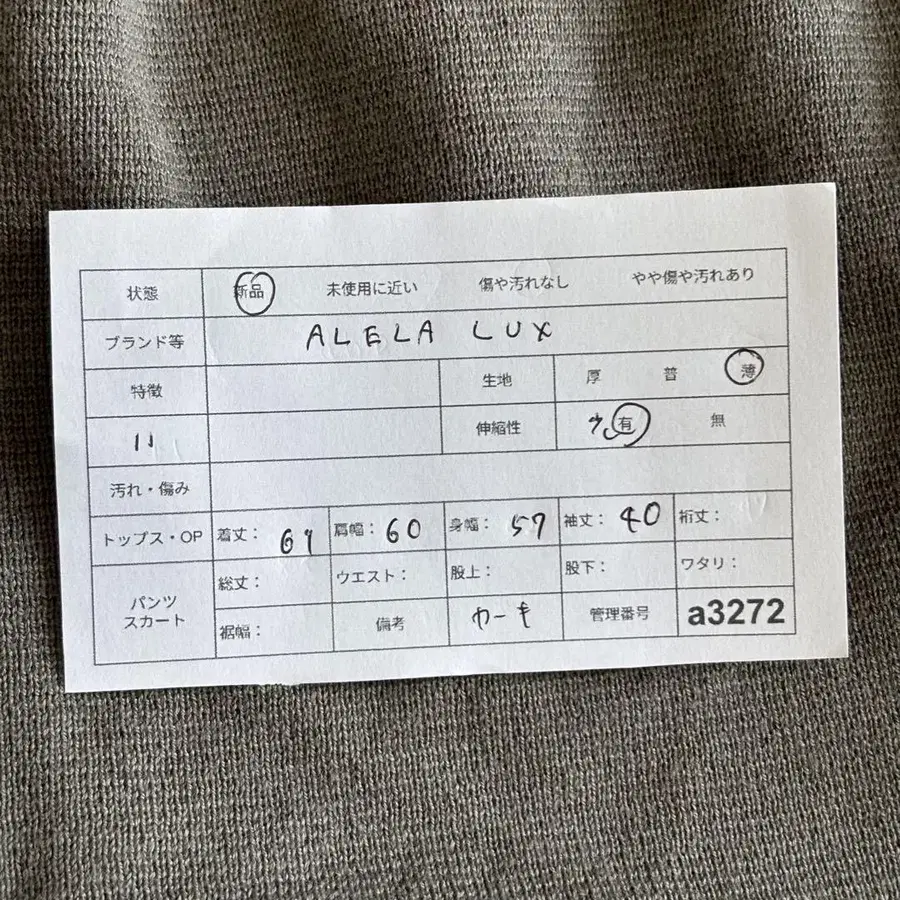 状態 新品 未使用に近い 傷や汚れなし やや傷や汚れあり
ブランド等 ALELA LUX
特徴 生地 厚 普 薄
11 伸縮性 有 無
汚れ・傷み
トップス・OP 着丈： 61 肩幅： 60 身幅： 57 袖丈： 40 裄丈：
パンツ スカート 総丈： ウエスト： 股上： 股下： ワタリ：
裾幅： 備考 カーキ 管理番号 a3272